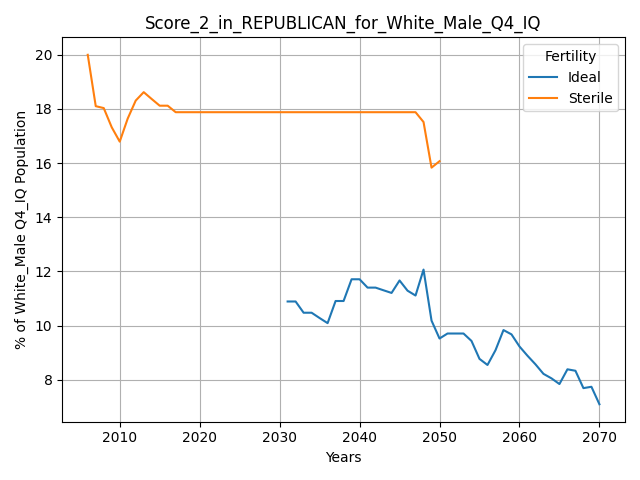 Score_2_in_REPUBLICAN_for_White_Male_Q4_IQ
% of White_Male Q4_IQ Population
20
18
16
14
12
10
8
Fertility
Ideal
Sterile
2010 2020 2030 2040 2050 2060 2070
Years